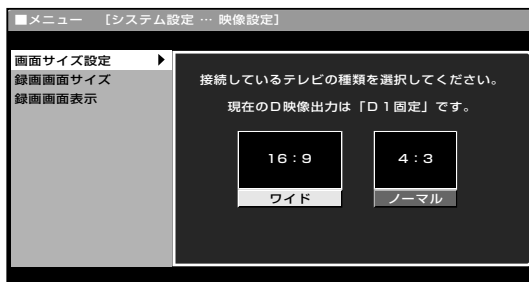 ■メニュー　[システム設定 … 映像設定]
画面サイズ設定　▶
録画画面サイズ
録画画面表示
接続しているテレビの種類を選択してください。
現在のD映像出力は「D1固定」です。
16:9　4:3
ワイド　ノーマル